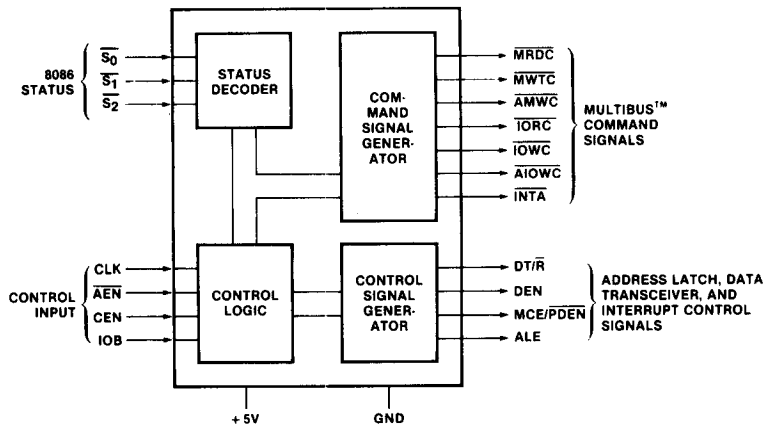 8086
STATUS
S0
S1
S2
STATUS
DECODER
COM-
MAND
SIGNAL
GENER-
ATOR
MRDC
MWTC
AMWC
IORC
IOWC
AIOWC
INTA
MULTIBUS™
COMMAND
SIGNALS
CONTROL
INPUT
CLK
AEN
CEN
IOB
CONTROL
LOGIC
CONTROL
SIGNAL
GENER-
ATOR
DT/R
DEN
MCE/PDEN
ALE
ADDRESS LATCH, DATA
TRANSCEIVER, AND
INTERRUPT CONTROL
SIGNALS
+5V
GND